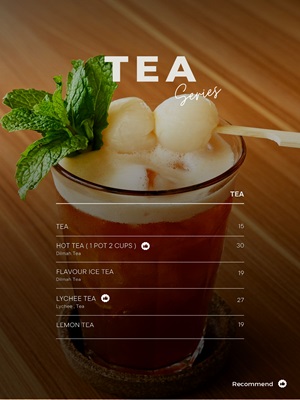 TEA
Series
TEA
TEA 15
HOT TEA ( 1 POT 2 CUPS ) 30
Dilmah Tea
FLAVOUR ICE TEA 19
Dilmah Tea
LYCHEE TEA 27
Lychee , Tea
LEMON TEA 19
Recommend